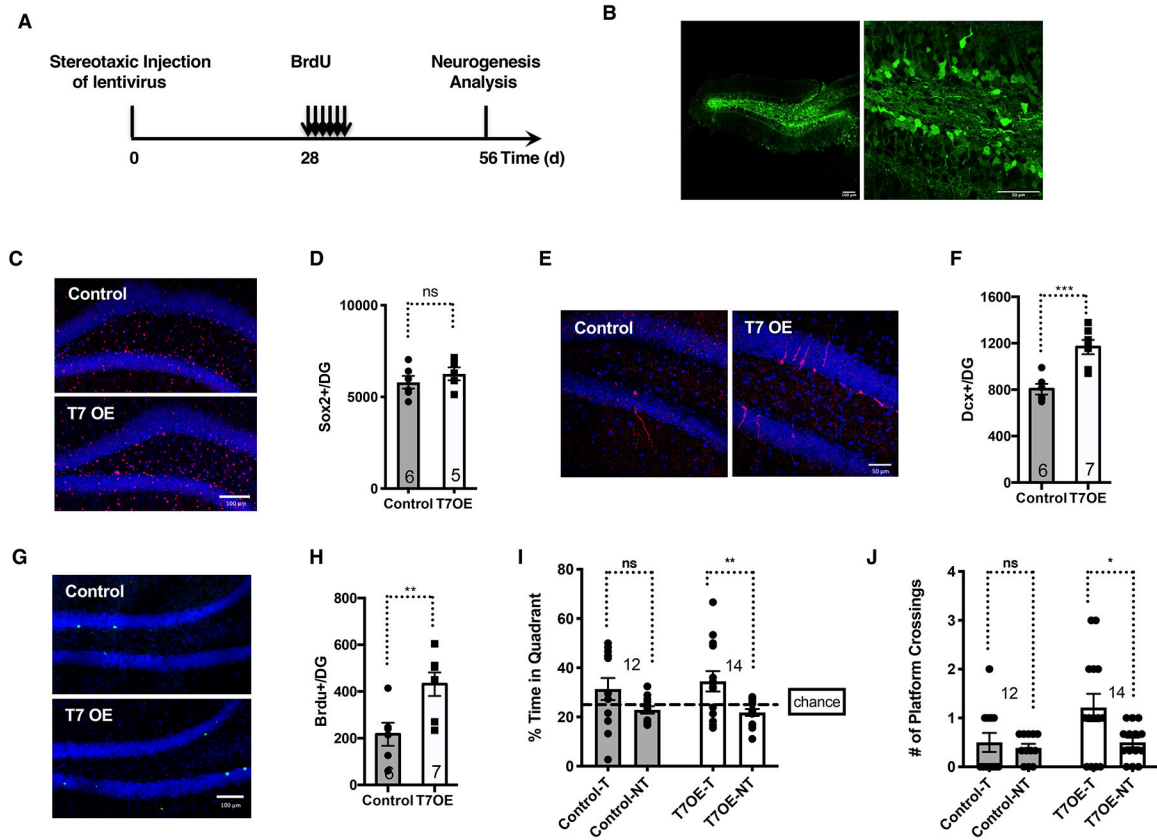 A
Stereotaxic Injection
of lentivirus
BrdU
Neurogenesis
Analysis
0
28
56 Time (d)
B
100 µm
50 µm
C
Control
T7 OE
100 µm
D
ns
Sox2+/DG
10000
5000
0
6
5
Control T7OE
E
Control
T7 OE
50 µm
F
***
Dcx+/DG
1600
1200
800
400
0
6
7
Control T7OE
G
Control
T7 OE
100 µm
H
**
Brdu+/DG
800
600
400
200
0
6
7
Control T7OE
I
ns
**
% Time in Quadrant
80
60
40
20
0
12
14
chance
Control-T
Control-NT
T7OE-T
T7OE-NT
J
ns
*
# of Platform Crossings
4
3
2
1
0
12
14
Control-T
Control-NT
T7OE-T
T7OE-NT